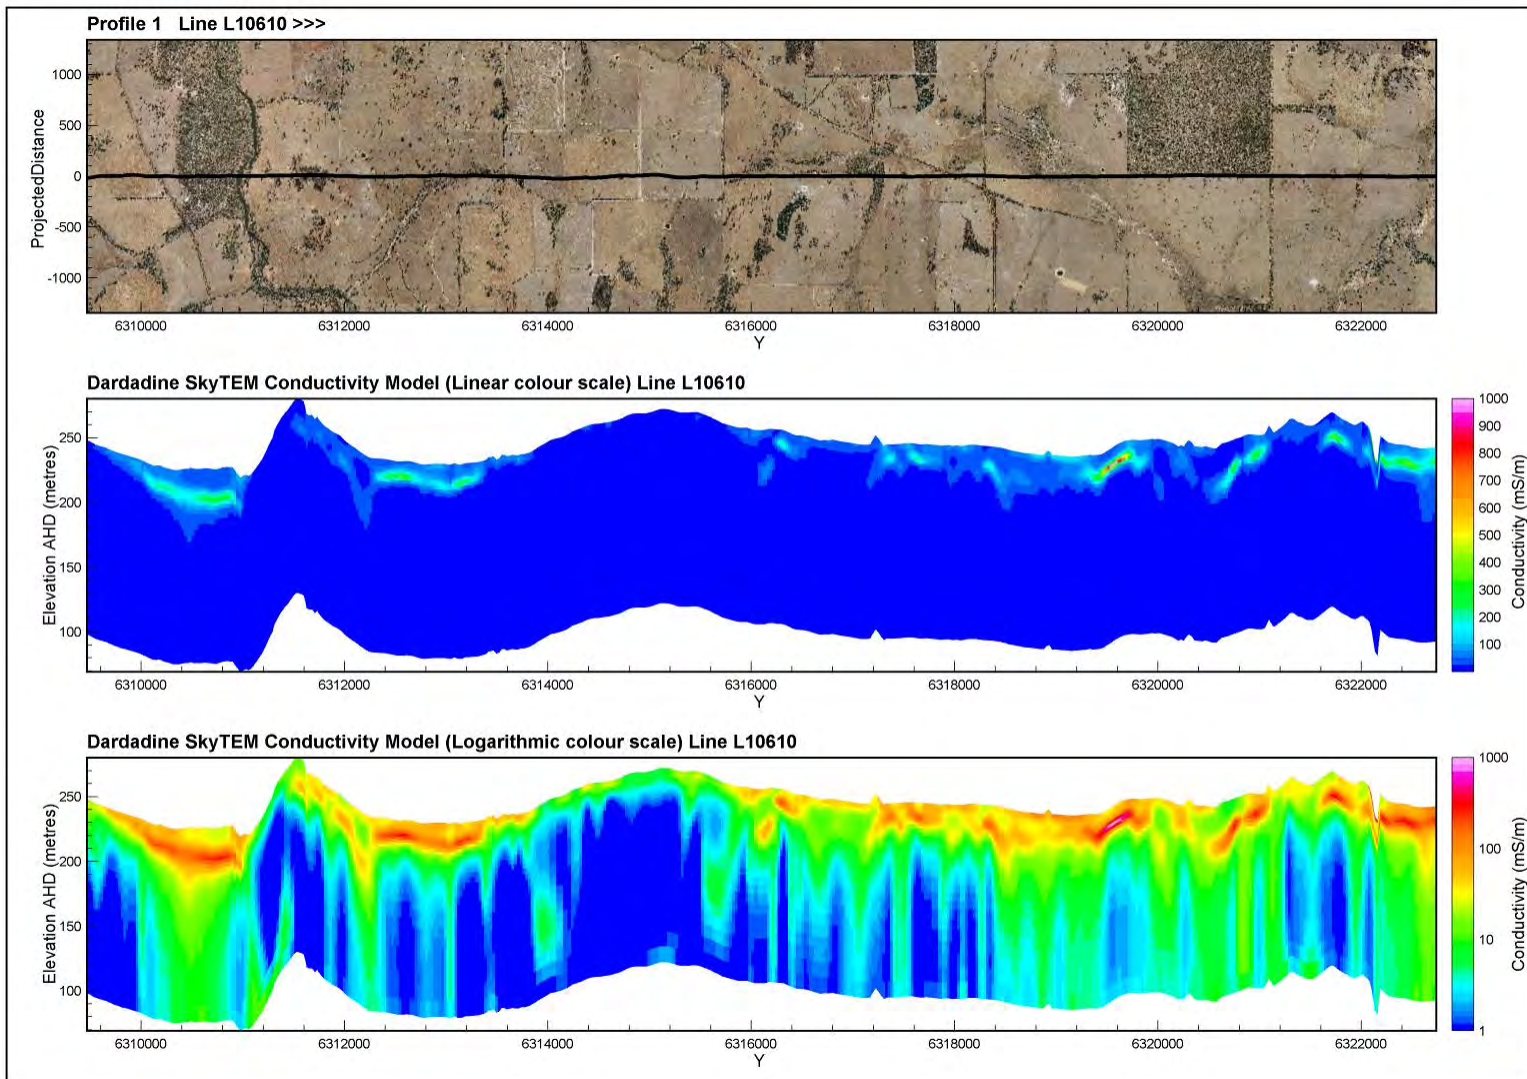 Profile 1 Line L10610 >>>
1000
500
0
-500
-1000
ProjectedDistance
6310000 6312000 6314000 6316000 6318000 6320000 6322000
Y
Dardadine SkyTEM Conductivity Model (Linear colour scale) Line L10610
250
200
150
100
Elevation AHD (metres)
6310000 6312000 6314000 6316000 6318000 6320000 6322000
Y
1000
900
800
700
600
500
400
300
200
100
Conductivity (mS/m)
Dardadine SkyTEM Conductivity Model (Logarithmic colour scale) Line L10610
250
200
150
100
Elevation AHD (metres)
6310000 6312000 6314000 6316000 6318000 6320000 6322000
Y
1000
100
10
1
Conductivity (mS/m)